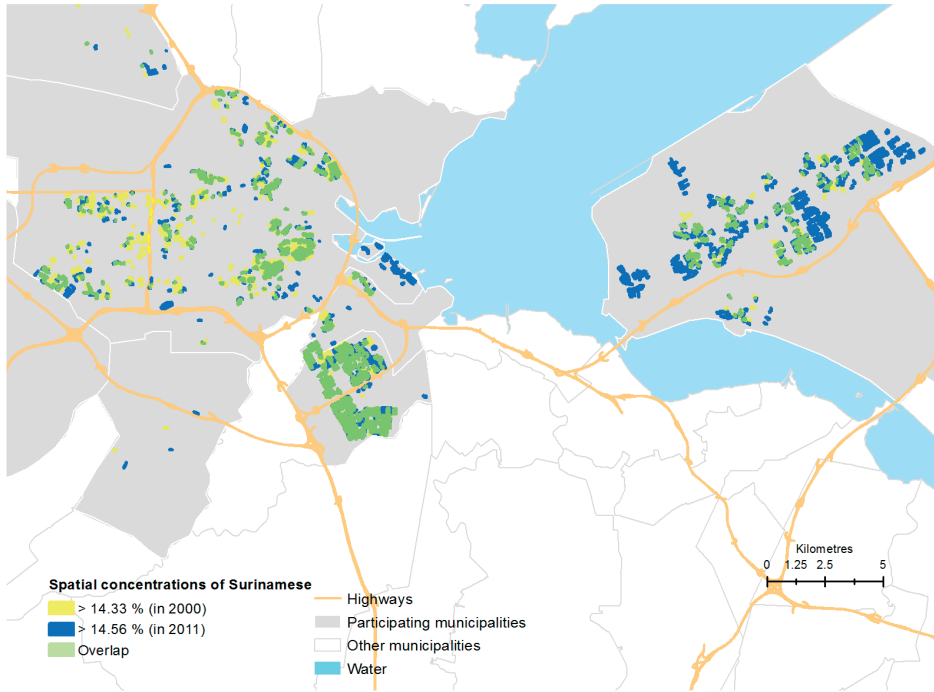 Kilometres
0 1.25 2.5 5
Spatial concentrations of Surinamese
> 14.33 % (in 2000)
> 14.56 % (in 2011)
Overlap
Highways
Participating municipalities
Other municipalities
Water